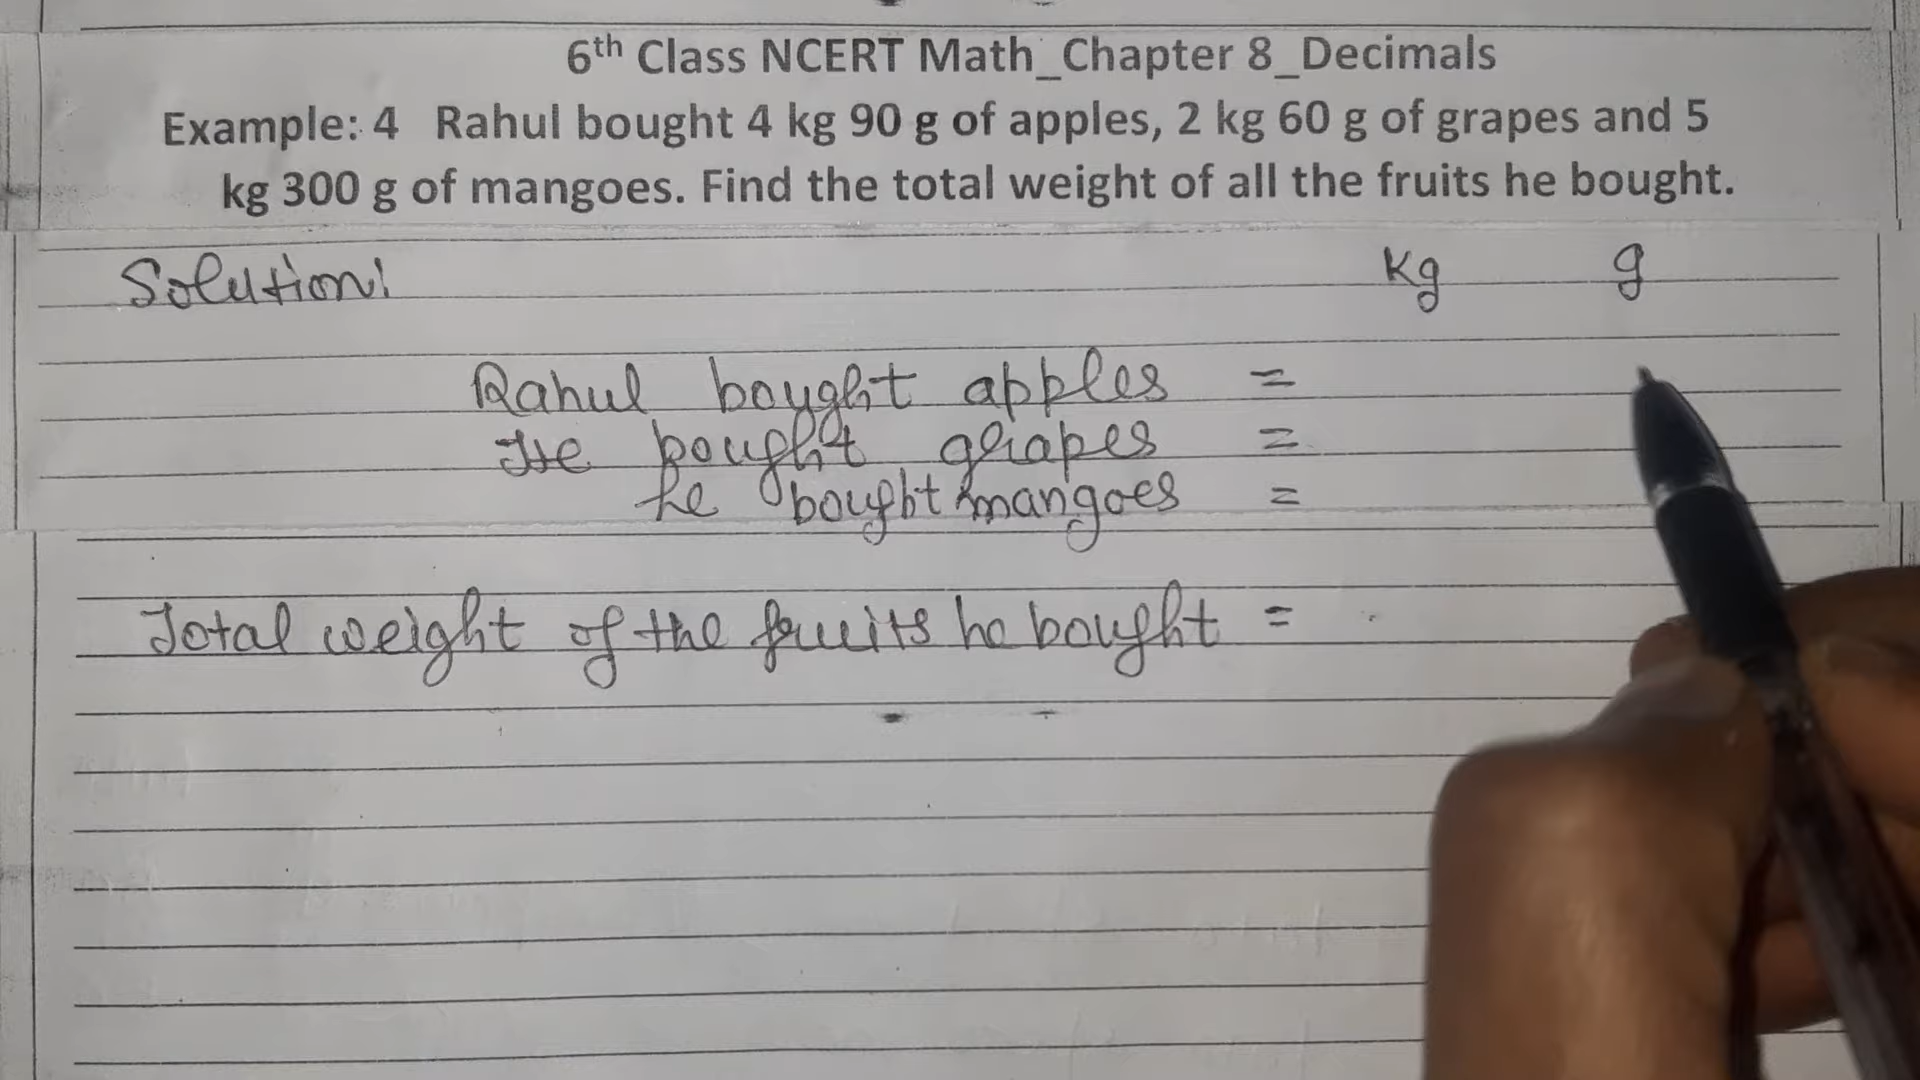 6th Class NCERT Math_Chapter 8_Decimals
Example: 4 Rahul bought 4 kg 90 g of apples, 2 kg 60 g of grapes and 5
kg 300 g of mangoes. Find the total weight of all the fruits he bought.
Solution: kg g
Rahul bought apples =
He bought grapes =
he bought mangoes =
Total weight of the fruits he bought =